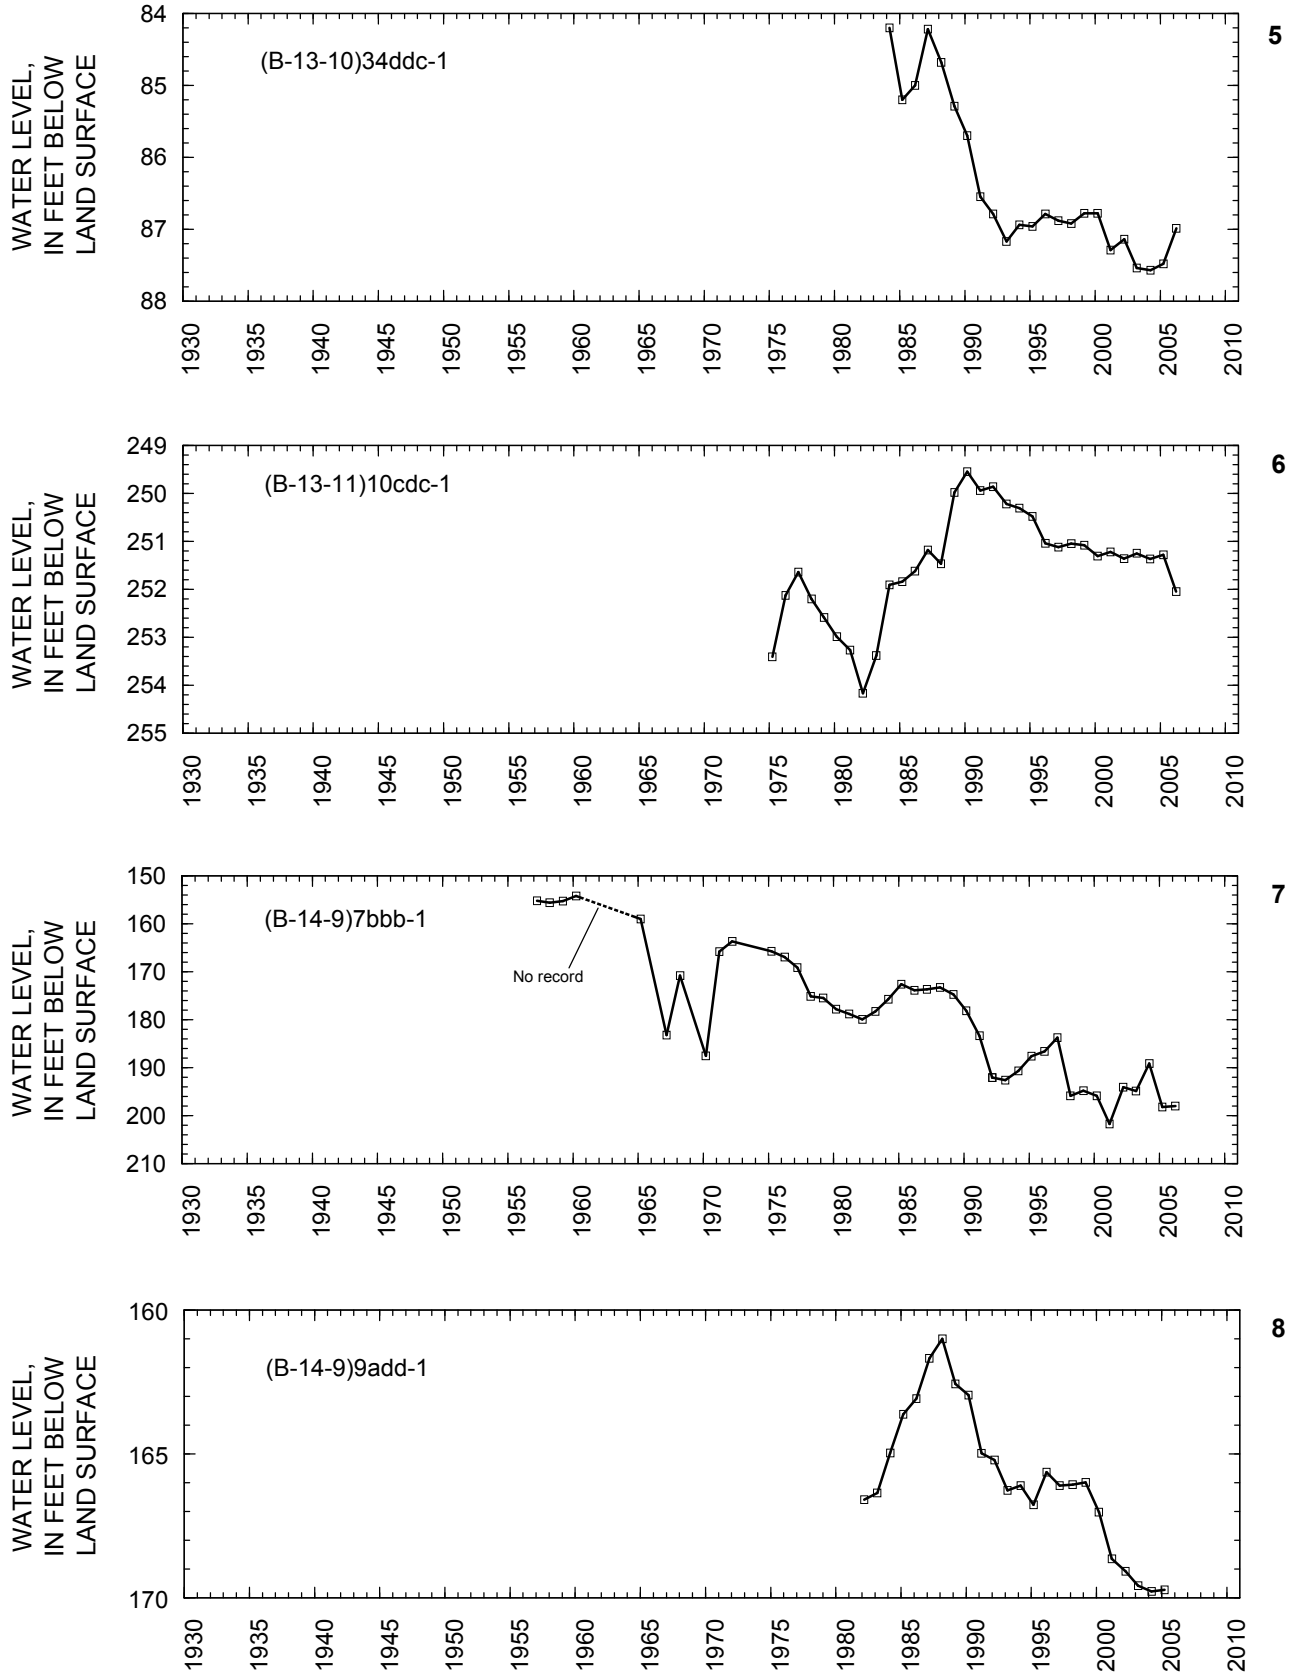 5
WATER LEVEL,
IN FEET BELOW
LAND SURFACE
(B-13-10)34ddc-1
84
85
86
87
88
1930 1935 1940 1945 1950 1955 1960 1965 1970 1975 1980 1985 1990 1995 2000 2005 2010
6
WATER LEVEL,
IN FEET BELOW
LAND SURFACE
(B-13-11)10cdc-1
249
250
251
252
253
254
255
1930 1935 1940 1945 1950 1955 1960 1965 1970 1975 1980 1985 1990 1995 2000 2005 2010
7
WATER LEVEL,
IN FEET BELOW
LAND SURFACE
(B-14-9)7bbb-1
No record
150
160
170
180
190
200
210
1930 1935 1940 1945 1950 1955 1960 1965 1970 1975 1980 1985 1990 1995 2000 2005 2010
8
WATER LEVEL,
IN FEET BELOW
LAND SURFACE
(B-14-9)9add-1
160
165
170
1930 1935 1940 1945 1950 1955 1960 1965 1970 1975 1980 1985 1990 1995 2000 2005 2010